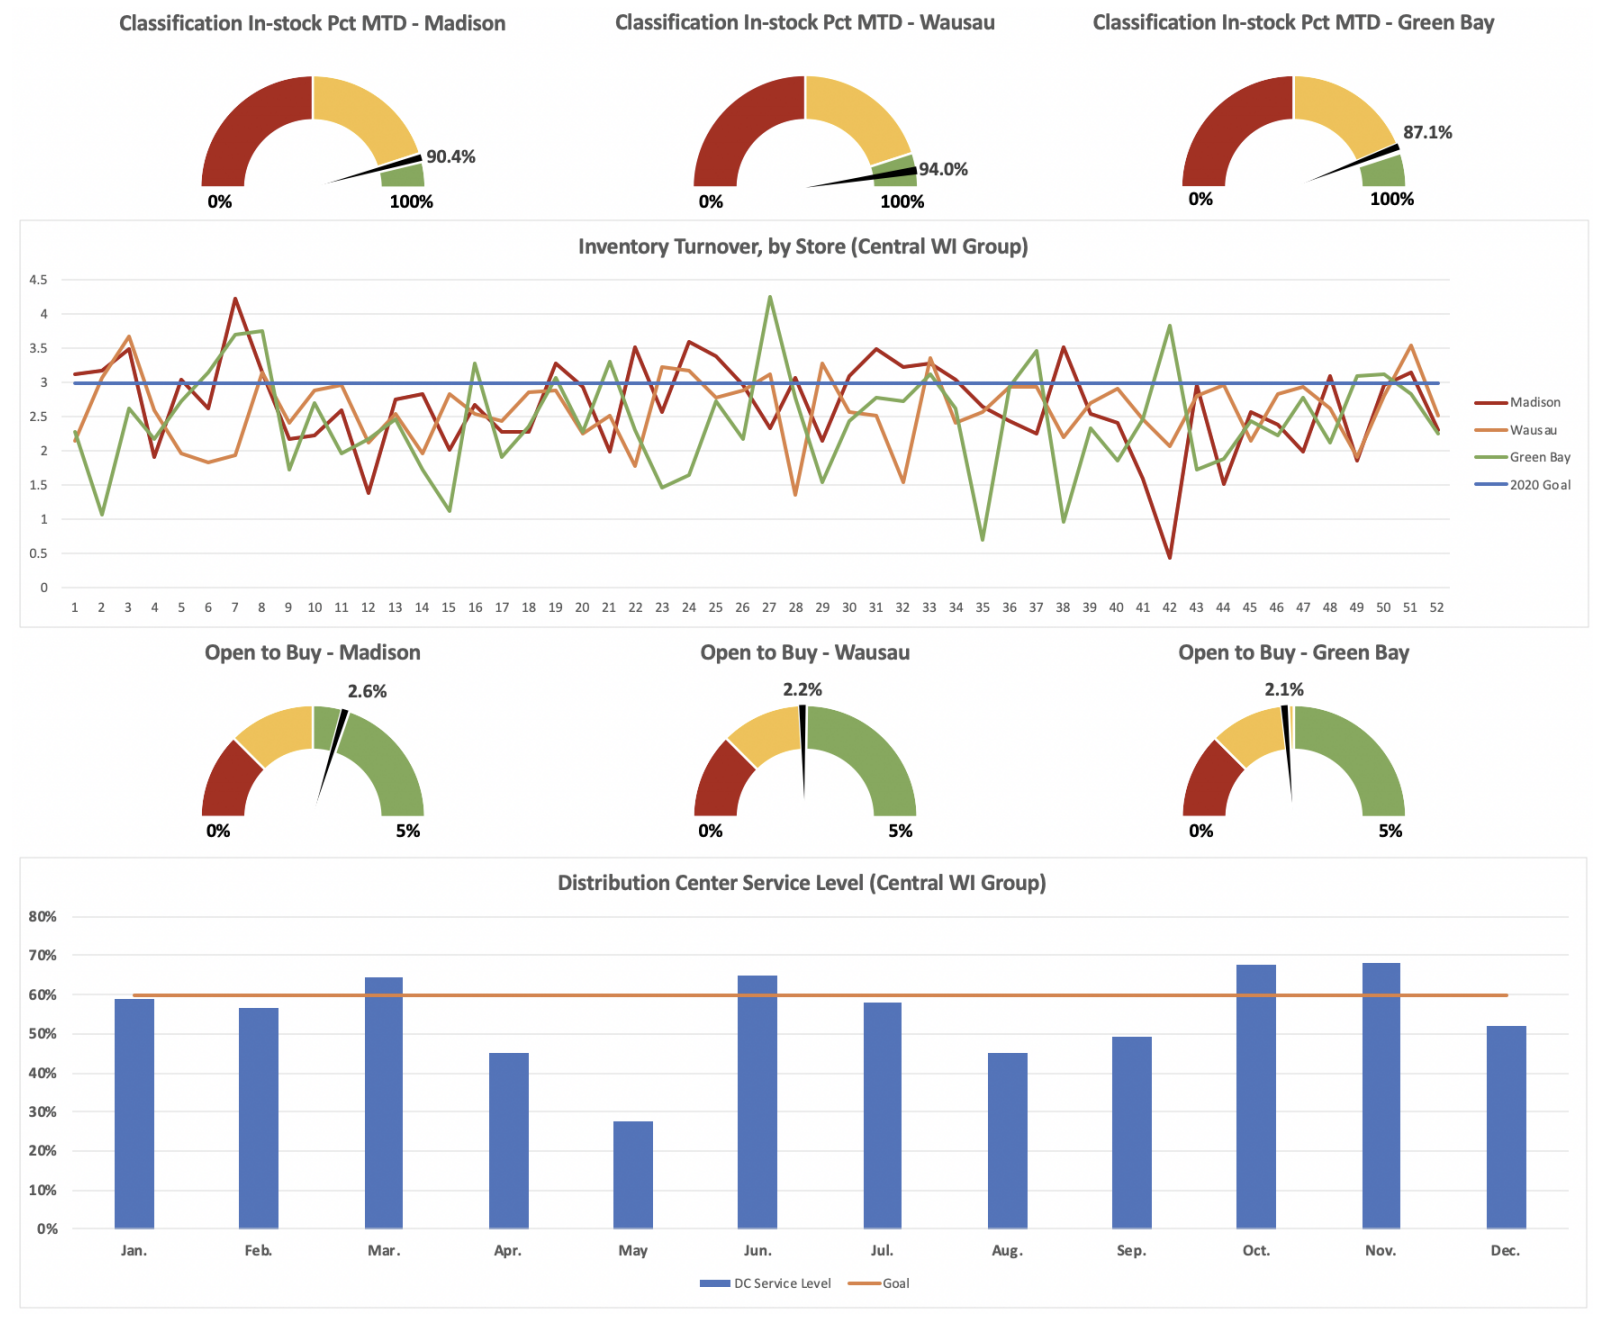 Classification In-stock Pct MTD - Madison
Classification In-stock Pct MTD - Wausau
Classification In-stock Pct MTD - Green Bay
90.4%
0%
100%
94.0%
0%
100%
87.1%
0%
100%
Inventory Turnover, by Store (Central WI Group)
4.5
4
3.5
3
2.5
2
1.5
1
0.5
0
1 2 3 4 5 6 7 8 9 10 11 12 13 14 15 16 17 18 19 20 21 22 23 24 25 26 27 28 29 30 31 32 33 34 35 36 37 38 39 40 41 42 43 44 45 46 47 48 49 50 51 52
Madison
Wausau
Green Bay
2020 Goal
Open to Buy - Madison
Open to Buy - Wausau
Open to Buy - Green Bay
2.6%
0%
5%
2.2%
0%
5%
2.1%
0%
5%
Distribution Center Service Level (Central WI Group)
80%
70%
60%
50%
40%
30%
20%
10%
0%
Jan. Feb. Mar. Apr. May Jun. Jul. Aug. Sep. Oct. Nov. Dec.
DC Service Level Goal